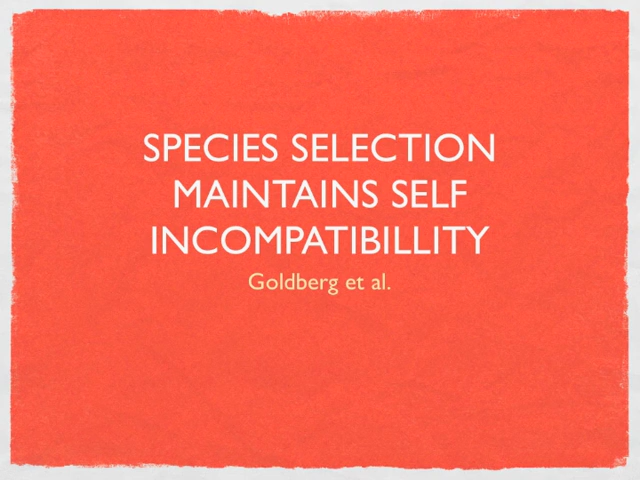 SPECIES SELECTION
MAINTAINS SELF
INCOMPATIBILLITY
Goldberg et al.